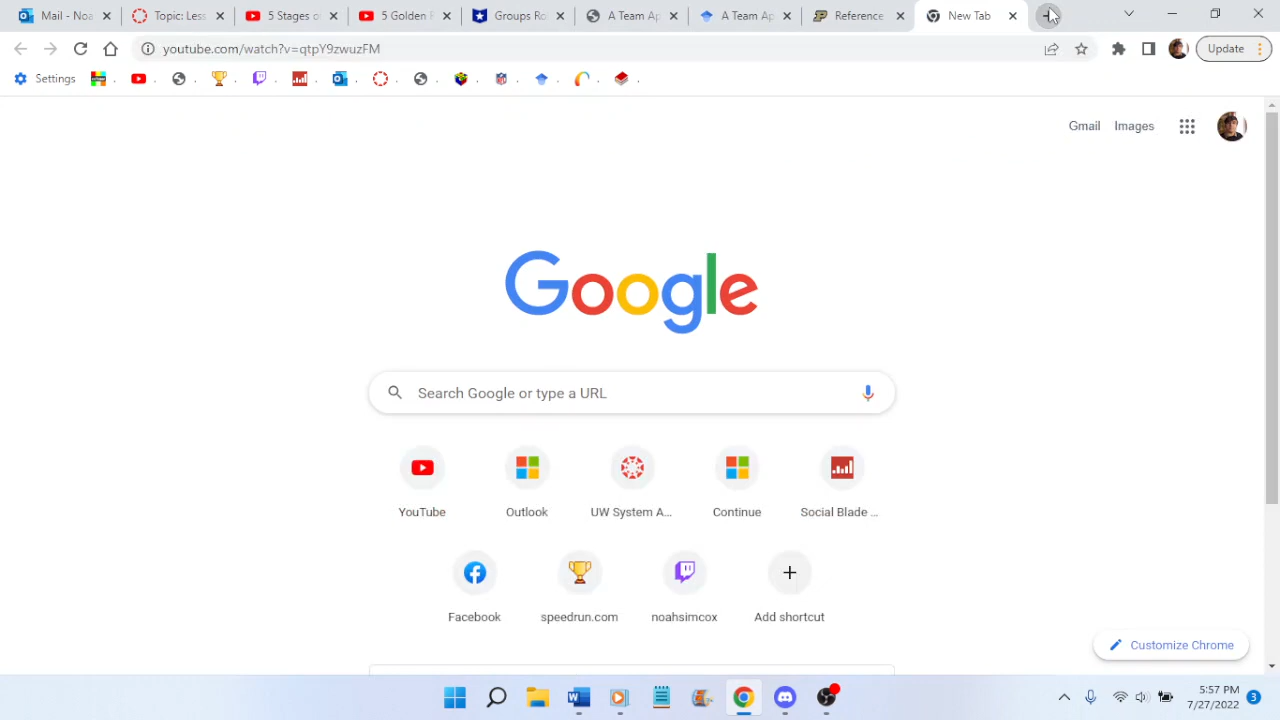 Mail - Noa
Topic: Less
5 Stages o
5 Golden F
Groups Ro
A Team Ap
A Team Ap
Reference
New Tab
youtube.com/watch?v=qtpY9zwuzFM
Update
Settings
Gmail
Images
Google
Search Google or type a URL
YouTube
Outlook
UW System A...
Continue
Social Blade ...
Facebook
speedrun.com
noahsimcox
Add shortcut
Customize Chrome
5:57 PM
7/27/2022
3